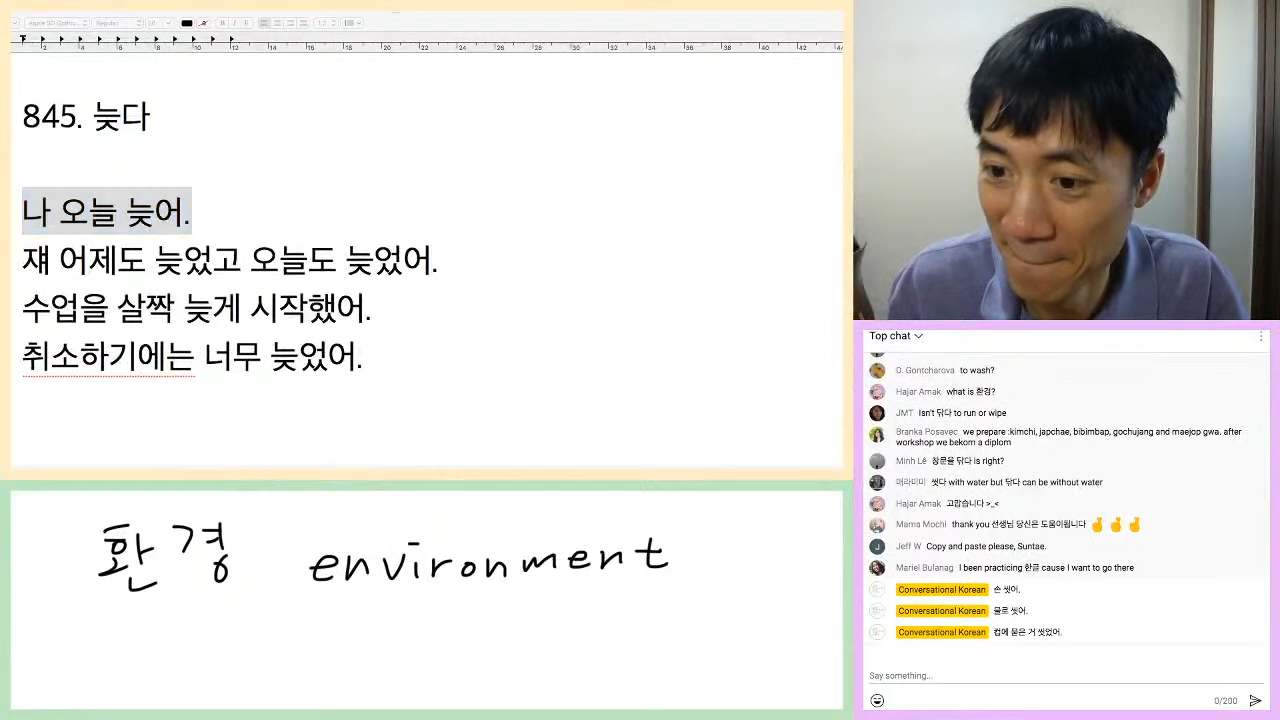 Regular
845. 늦다
나 오늘 늦어.
쟤 어제도 늦었고 오늘도 늦었어.
수업을 살짝 늦게 시작했어.
취소하기에는 너무 늦었어.
환경 environment
Top chat
D. Gontcharova to wash?
Hajar Amak what is 환경?
JMT Isn't 닦다 to run or wipe
Branka Posavec we prepare :kimchi, japchae, bibimbap, gochujang and maejop gwa. after
workshop we bekom a diplom
Minh Lê 창문을 닦다 is right?
매라미미 씻다 with water but 닦다 can be without water
Hajar Amak 고맙습니다 >_<
Mama Mochi thank you 선생님 당신은 도움이됩니다
Jeff W Copy and paste please, Suntae.
Mariel Bulanag I been practicing 한글 cause I want to go there
Conversational Korean 손 씻어.
Conversational Korean 물로 씻어.
Conversational Korean 컵에 묻은 거 씻었어.
Say something...
0/200